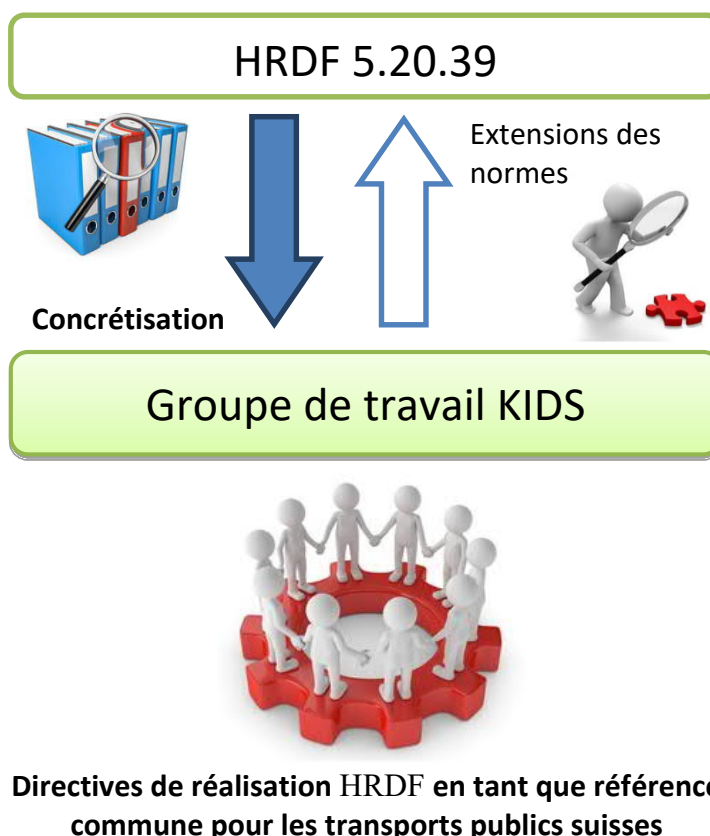 HRDF 5.20.39
Extensions des
normes
Concrétisation
Groupe de travail KIDS
Directives de réalisation HRDF en tant que référence
commune pour les transports publics suisses